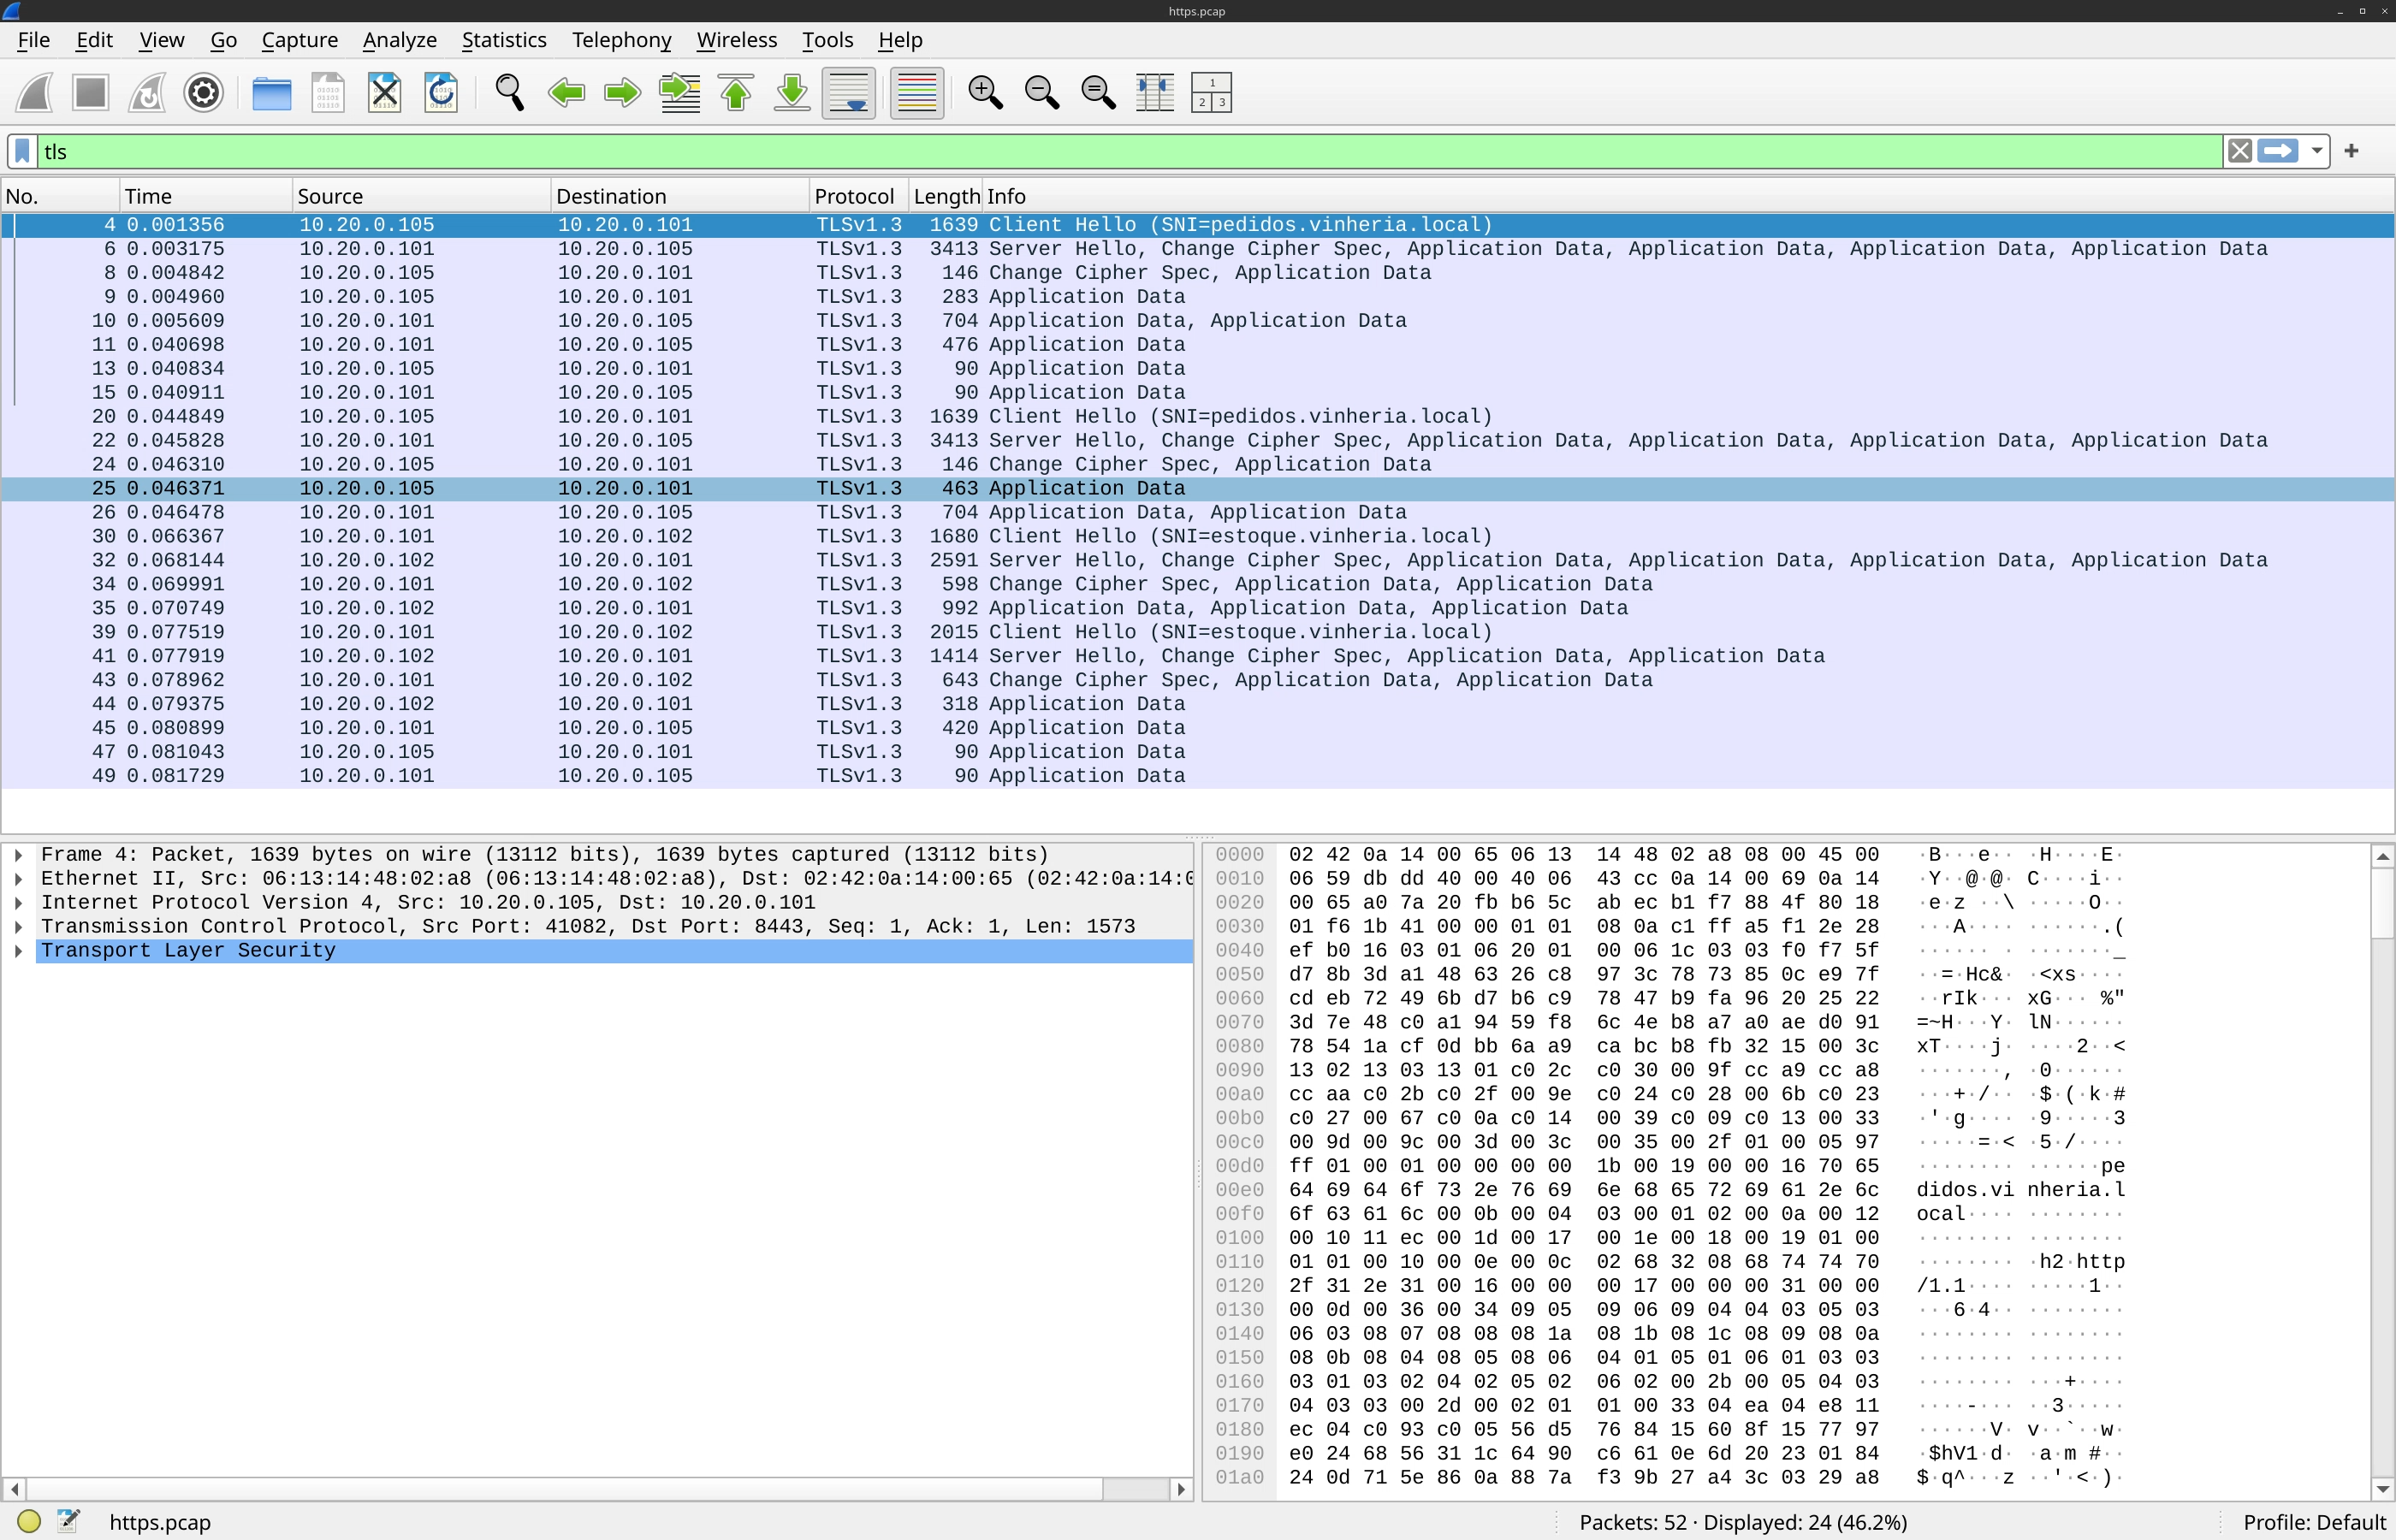 https.pcap
File Edit View Go Capture Analyze Statistics Telephony Wireless Tools Help
tls
No. Time Source Destination Protocol Length Info
4 0.001356 10.20.0.105 10.20.0.101 TLSv1.3 1639 Client Hello (SNI=pedidos.vinheria.local)
6 0.003175 10.20.0.101 10.20.0.105 TLSv1.3 3413 Server Hello, Change Cipher Spec, Application Data, Application Data, Application Data, Application Data
8 0.004842 10.20.0.105 10.20.0.101 TLSv1.3 146 Change Cipher Spec, Application Data
9 0.004960 10.20.0.105 10.20.0.101 TLSv1.3 283 Application Data
10 0.005609 10.20.0.101 10.20.0.105 TLSv1.3 704 Application Data, Application Data
11 0.040698 10.20.0.101 10.20.0.105 TLSv1.3 476 Application Data
13 0.040834 10.20.0.105 10.20.0.101 TLSv1.3 90 Application Data
15 0.040911 10.20.0.101 10.20.0.105 TLSv1.3 90 Application Data
20 0.044849 10.20.0.105 10.20.0.101 TLSv1.3 1639 Client Hello (SNI=pedidos.vinheria.local)
22 0.045828 10.20.0.101 10.20.0.105 TLSv1.3 3413 Server Hello, Change Cipher Spec, Application Data, Application Data, Application Data, Application Data
24 0.046310 10.20.0.105 10.20.0.101 TLSv1.3 146 Change Cipher Spec, Application Data
25 0.046371 10.20.0.105 10.20.0.101 TLSv1.3 463 Application Data
26 0.046478 10.20.0.101 10.20.0.105 TLSv1.3 704 Application Data, Application Data
30 0.066367 10.20.0.101 10.20.0.102 TLSv1.3 1680 Client Hello (SNI=estoque.vinheria.local)
32 0.068144 10.20.0.102 10.20.0.101 TLSv1.3 2591 Server Hello, Change Cipher Spec, Application Data, Application Data, Application Data, Application Data
34 0.069991 10.20.0.101 10.20.0.102 TLSv1.3 598 Change Cipher Spec, Application Data, Application Data
35 0.070749 10.20.0.102 10.20.0.101 TLSv1.3 992 Application Data, Application Data, Application Data
39 0.077519 10.20.0.101 10.20.0.102 TLSv1.3 2015 Client Hello (SNI=estoque.vinheria.local)
41 0.077919 10.20.0.102 10.20.0.101 TLSv1.3 1414 Server Hello, Change Cipher Spec, Application Data, Application Data
43 0.078962 10.20.0.101 10.20.0.102 TLSv1.3 643 Change Cipher Spec, Application Data, Application Data
44 0.079375 10.20.0.102 10.20.0.101 TLSv1.3 318 Application Data
45 0.080899 10.20.0.101 10.20.0.105 TLSv1.3 420 Application Data
47 0.081043 10.20.0.105 10.20.0.101 TLSv1.3 90 Application Data
49 0.081729 10.20.0.101 10.20.0.105 TLSv1.3 90 Application Data
Frame 4: Packet, 1639 bytes on wire (13112 bits), 1639 bytes captured (13112 bits)
Ethernet II, Src: 06:13:14:48:02:a8 (06:13:14:48:02:a8), Dst: 02:42:0a:14:00:65 (02:42:0a:14:0
Internet Protocol Version 4, Src: 10.20.0.105, Dst: 10.20.0.101
Transmission Control Protocol, Src Port: 41082, Dst Port: 8443, Seq: 1, Ack: 1, Len: 1573
Transport Layer Security
0000 02 42 0a 14 00 65 06 13 14 48 02 a8 08 00 45 00 ·B···e·· ·H····E·
0010 06 59 db dd 40 00 40 06 43 cc 0a 14 00 69 0a 14 ·Y··@·@· C····i··
0020 00 65 a0 7a 20 fb b6 5c ab ec b1 f7 88 4f 80 18 ·e·z ··\ ·····O··
0030 01 f6 1b 41 00 00 01 01 08 0a c1 ff a5 f1 2e 28 ···A···· ······.(
0040 ef b0 16 03 01 06 20 01 00 06 1c 03 03 f0 f7 5f ······ · ·······_
0050 d7 8b 3d a1 48 63 26 c8 97 3c 78 73 85 0c e9 7f ··=·Hc&· ·<xs····
0060 cd eb 72 49 6b d7 b6 c9 78 47 b9 fa 96 20 25 22 ··rIk··· xG··· %"
0070 3d 7e 48 c0 a1 94 59 f8 6c 4e b8 a7 a0 ae d0 91 =~H···Y· lN······
0080 78 54 1a cf 0d bb 6a a9 ca bc b8 fb 32 15 00 3c xT····j· ····2··<
0090 13 02 13 03 13 01 c0 2c c0 30 00 9f cc a9 cc a8 ·······, ·0······
00a0 cc aa c0 2b c0 2f 00 9e c0 24 c0 28 00 6b c0 23 ···+·/·· ·$·(·k·#
00b0 c0 27 00 67 c0 0a c0 14 00 39 c0 09 c0 13 00 33 ·'·g···· ·9·····3
00c0 00 9d 00 9c 00 3d 00 3c 00 35 00 2f 01 00 05 97 ·····=·< ·5·/····
00d0 ff 01 00 01 00 00 00 00 1b 00 19 00 00 16 70 65 ········ ······pe
00e0 64 69 64 6f 73 2e 76 69 6e 68 65 72 69 61 2e 6c didos.vi nheria.l
00f0 6f 63 61 6c 00 0b 00 04 03 00 01 02 00 0a 00 12 ocal···· ········
0100 00 10 11 ec 00 1d 00 17 00 1e 00 18 00 19 01 00 ········ ········
0110 01 01 00 10 00 0e 00 0c 02 68 32 08 68 74 74 70 ········ ·h2·http
0120 2f 31 2e 31 00 16 00 00 00 17 00 00 00 31 00 00 /1.1···· ·····1··
0130 00 0d 00 36 00 34 09 05 09 06 09 04 04 03 05 03 ···6·4·· ········
0140 06 03 08 07 08 08 08 1a 08 1b 08 1c 08 09 08 0a ········ ········
0150 08 0b 08 04 08 05 08 06 04 01 05 01 06 01 03 03 ········ ········
0160 03 01 03 02 04 02 05 02 06 02 00 2b 00 05 04 03 ········ ···+····
0170 04 03 03 00 2d 00 02 01 01 00 33 04 ea 04 e8 11 ····-··· ··3·····
0180 ec 04 c0 93 c0 05 56 d5 76 84 15 60 8f 15 77 97 ······V· v··`··w·
0190 e0 24 68 56 31 1c 64 90 c6 61 0e 6d 20 23 01 84 ·$hV1·d· ·a·m #··
01a0 24 0d 71 5e 86 0a 88 7a f3 9b 27 a4 3c 03 29 a8 $·q^···z ··'·<·)·
https.pcap Packets: 52 · Displayed: 24 (46.2%) Profile: Default